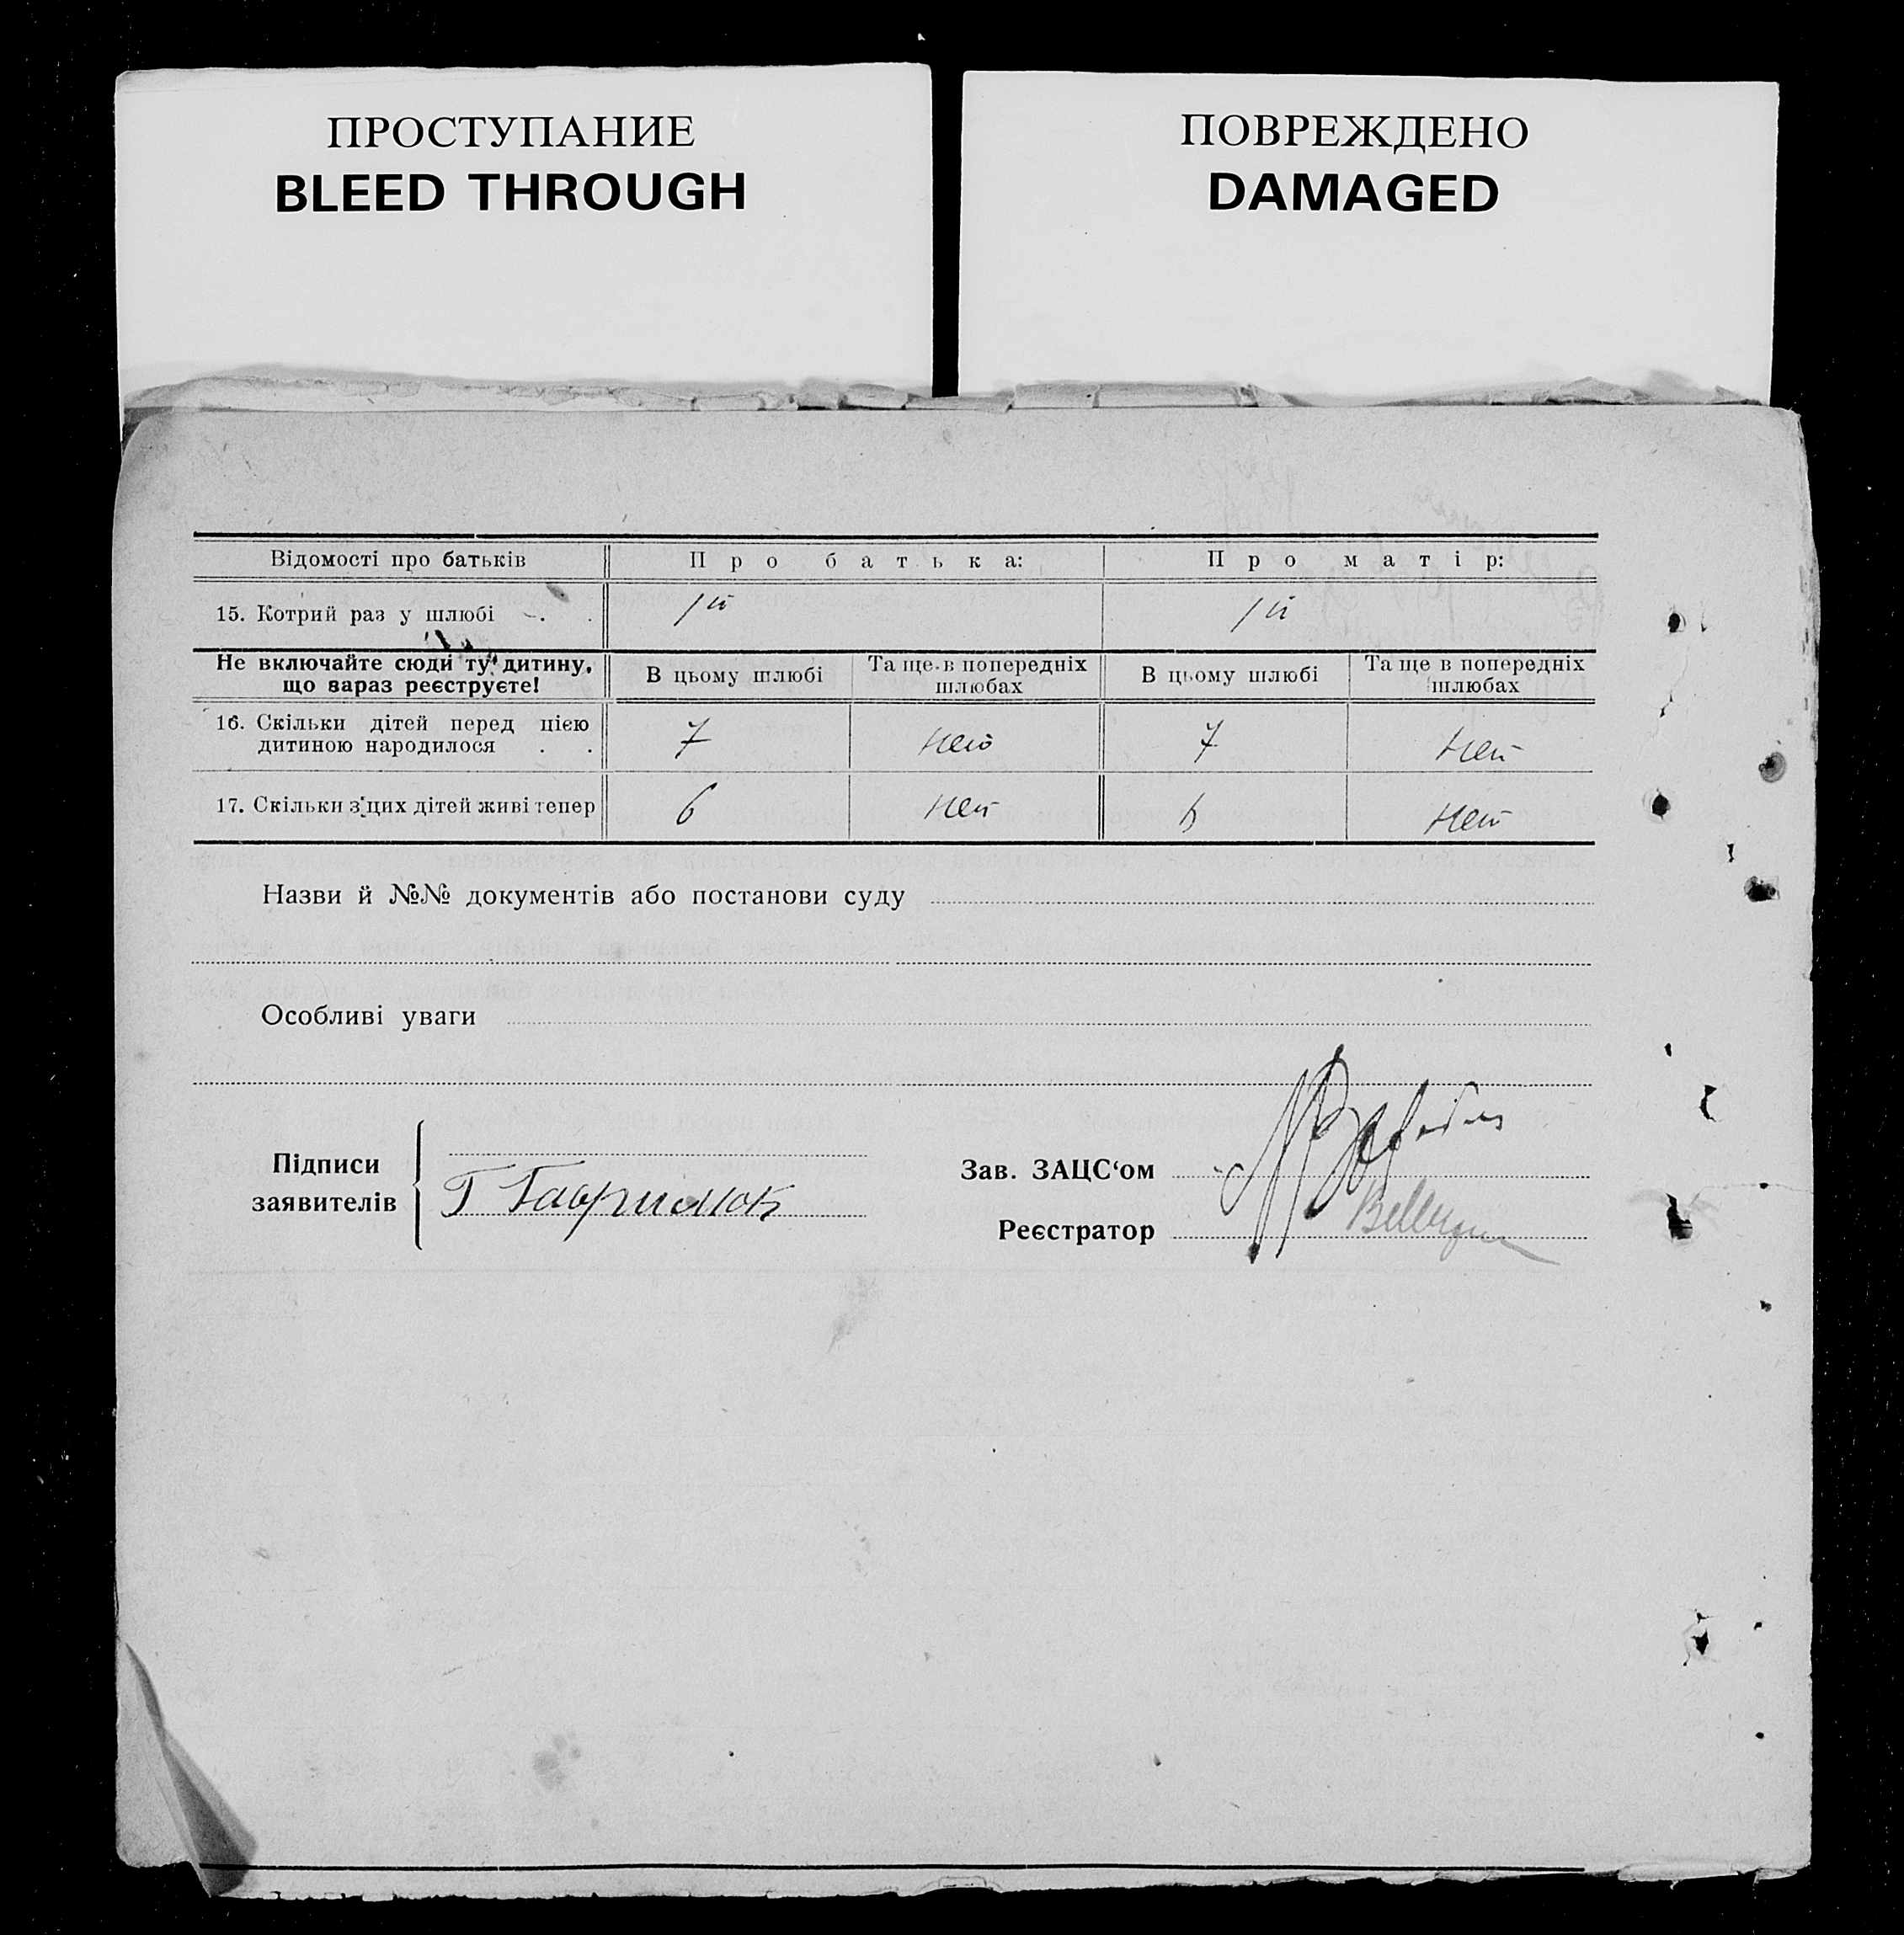 ПРОСТУПАНИЕ
BLEED THROUGH
ПОВРЕЖДЕНО
DAMAGED
Відомості про батьків Про батька: Про матір:
15. Котрий раз у шлюбі . . 1й 1й
Не включайте сюди ту дитину,
що зараз реєструєте!
В цьому шлюбі
Та ще в попередніх
шлюбах
В цьому шлюбі
Та ще в попередніх
шлюбах
16. Скільки дітей перед цією
дитиною народилося . . 7 нет 7 нет
17. Скільки з цих дітей живі тепер 6 нет 6 нет
Назви й №№ документів або постанови суду
Особливі уваги
Підписи
заявителів
Г Гаврилюк
Зав. ЗАЦС‘ом
Реєстратор